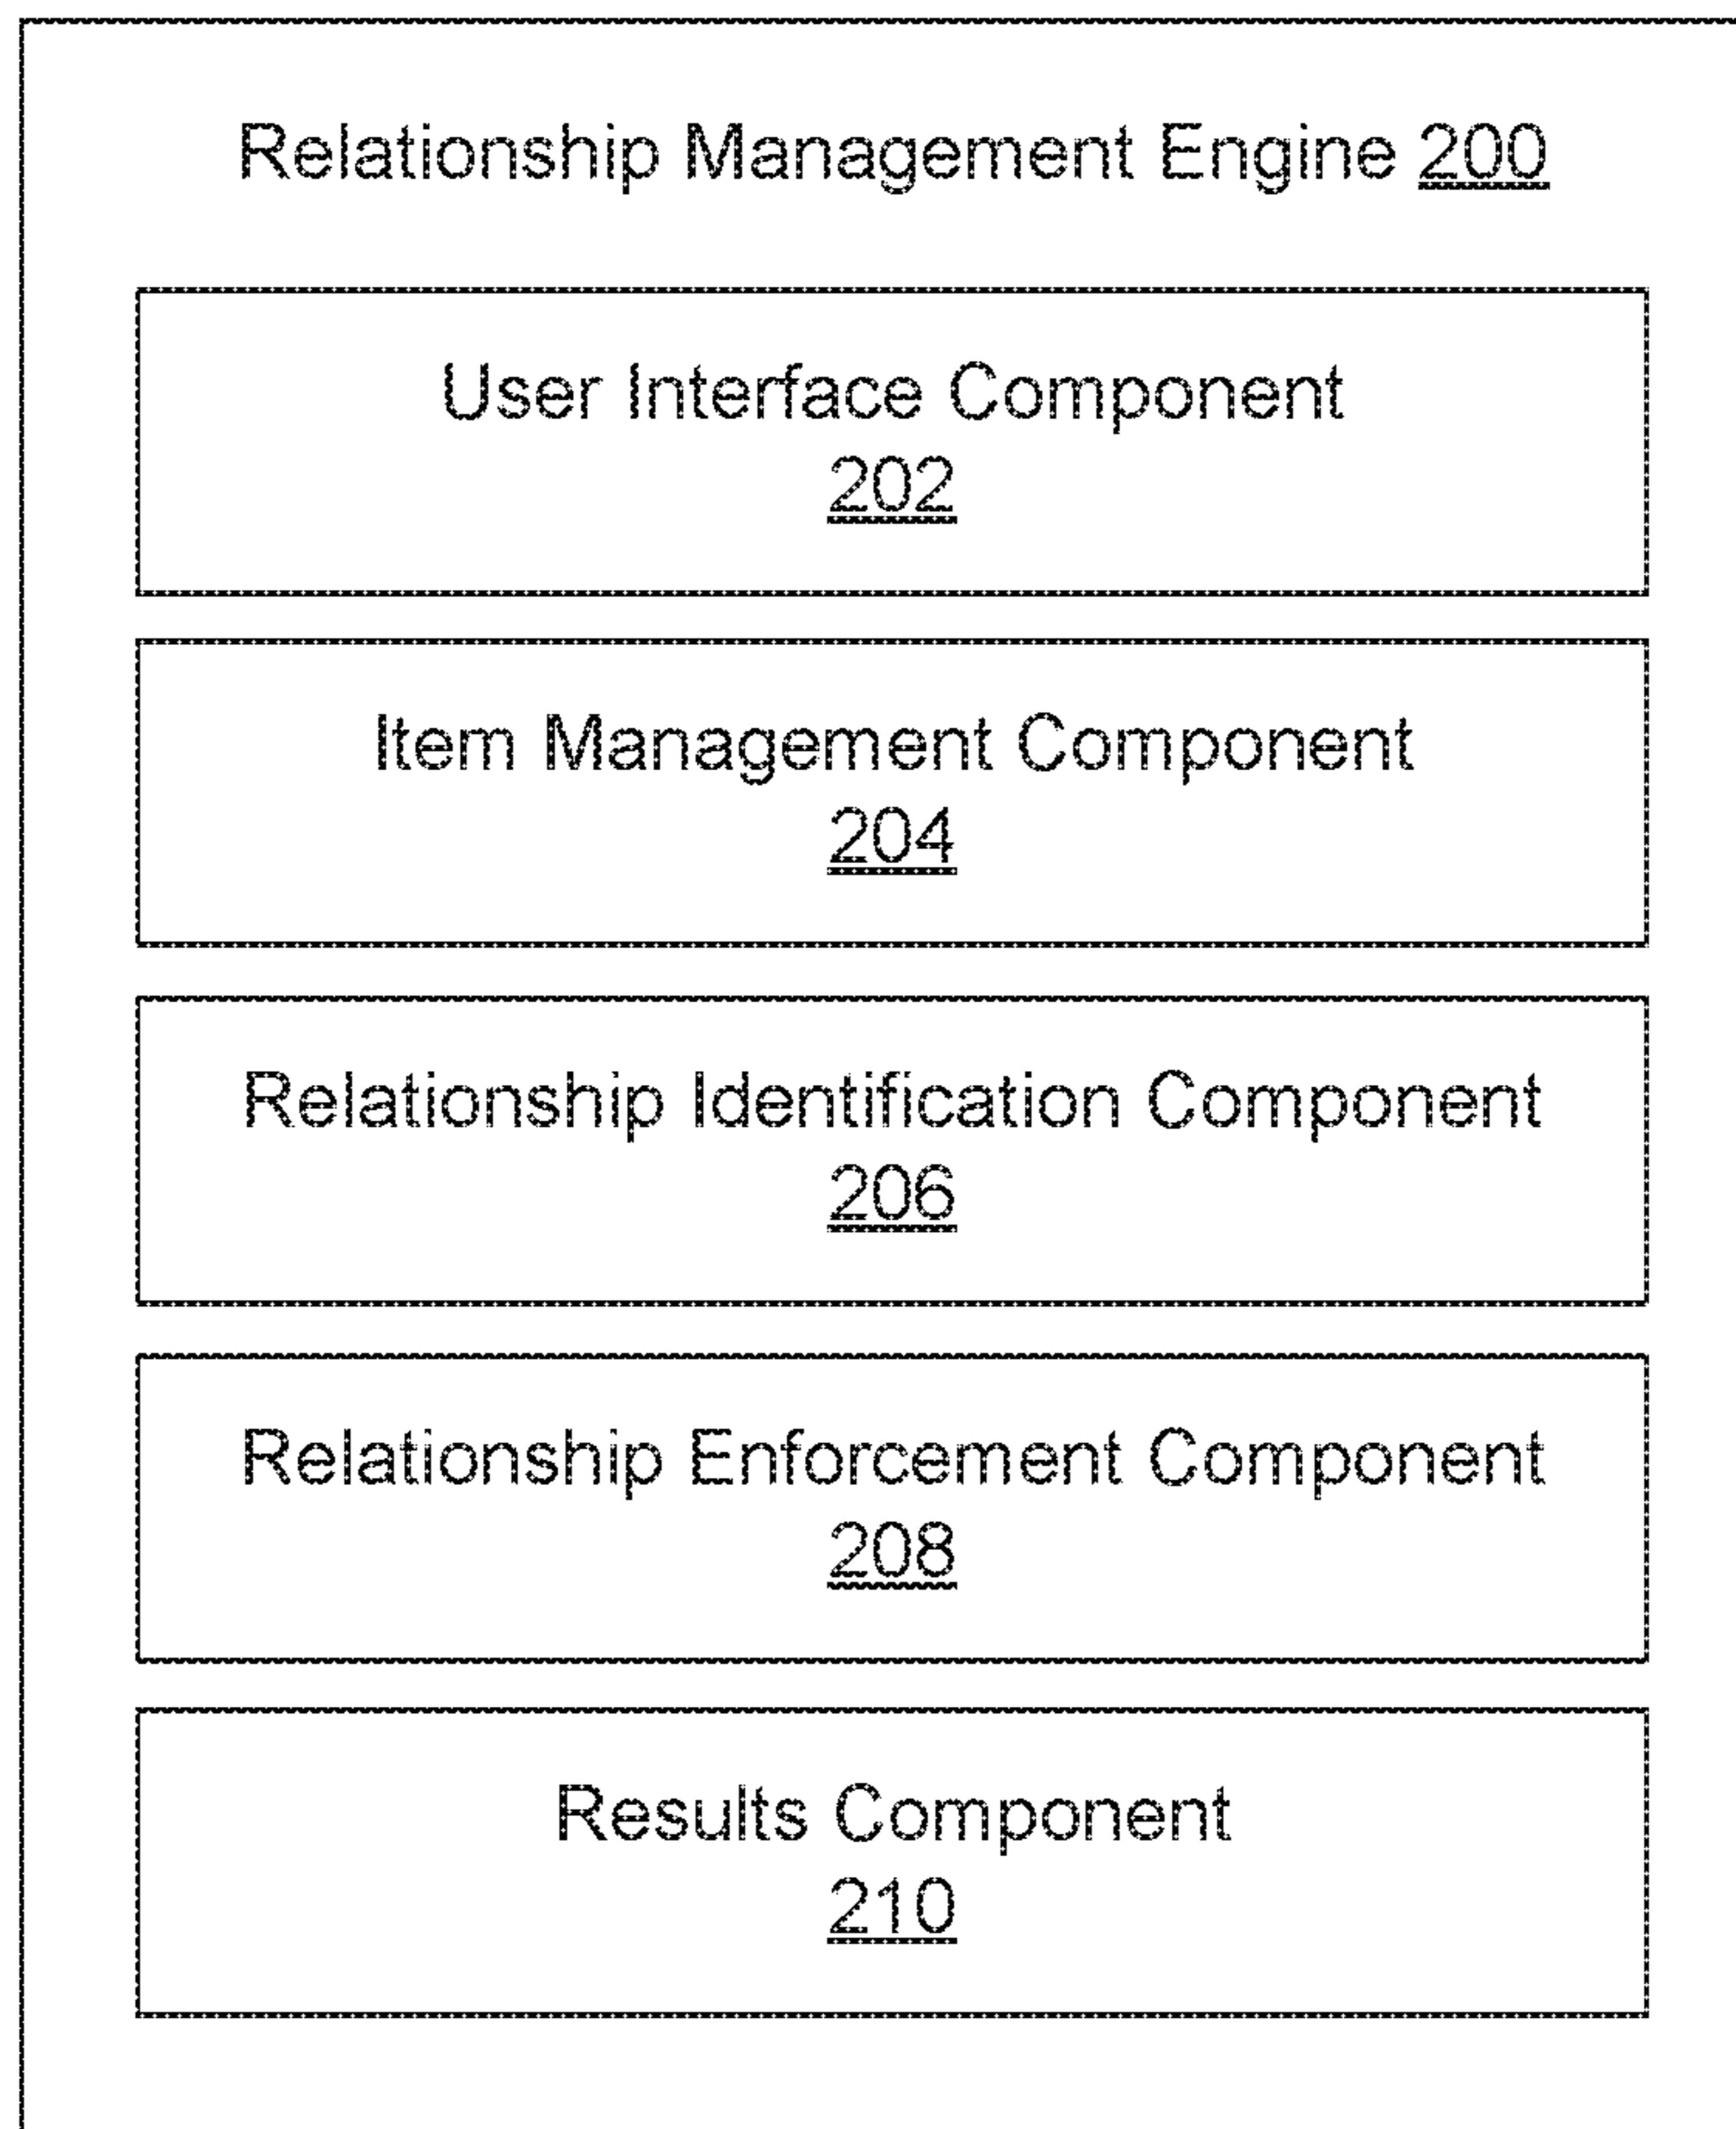 Relationship Management Engine 200
User Interface Component
202
Item Management Component
204
Relationship Identification Component
206
Relationship Enforcement Component
208
Results Component
210